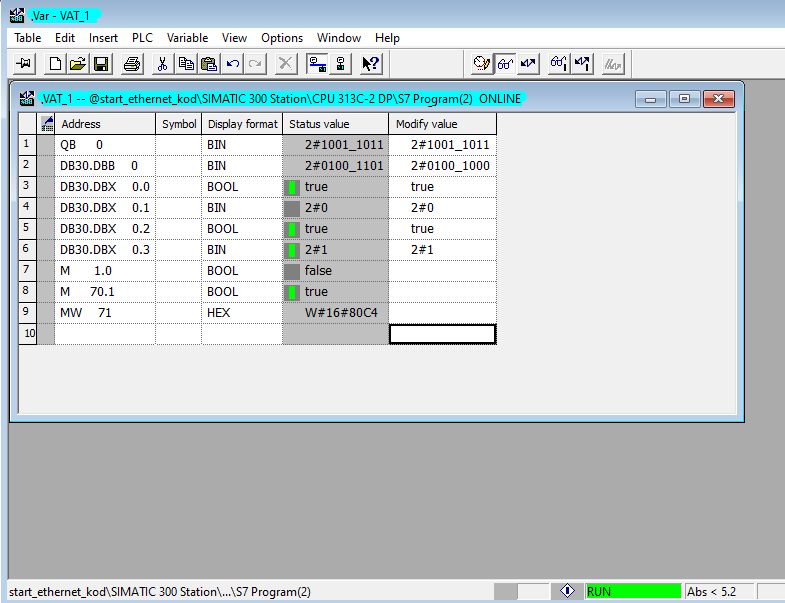 Var - VAT_1
Table Edit Insert PLC Variable View Options Window Help
VAT_1 -- @start_ethernet_kod\SIMATIC 300 Station\CPU 313C-2 DP\S7 Program(2) ONLINE
Address Symbol Display format Status value Modify value
1 QB 0 BIN 2#1001_1011 2#1001_1011
2 DB30.DBB 0 BIN 2#0100_1101 2#0100_1000
3 DB30.DBX 0.0 BOOL true true
4 DB30.DBX 0.1 BIN 2#0 2#0
5 DB30.DBX 0.2 BOOL true true
6 DB30.DBX 0.3 BIN 2#1 2#1
7 M 1.0 BOOL false
8 M 70.1 BOOL true
9 MW 71 HEX W#16#80C4
10
start_ethernet_kod\SIMATIC 300 Station\...\S7 Program(2) RUN Abs < 5.2